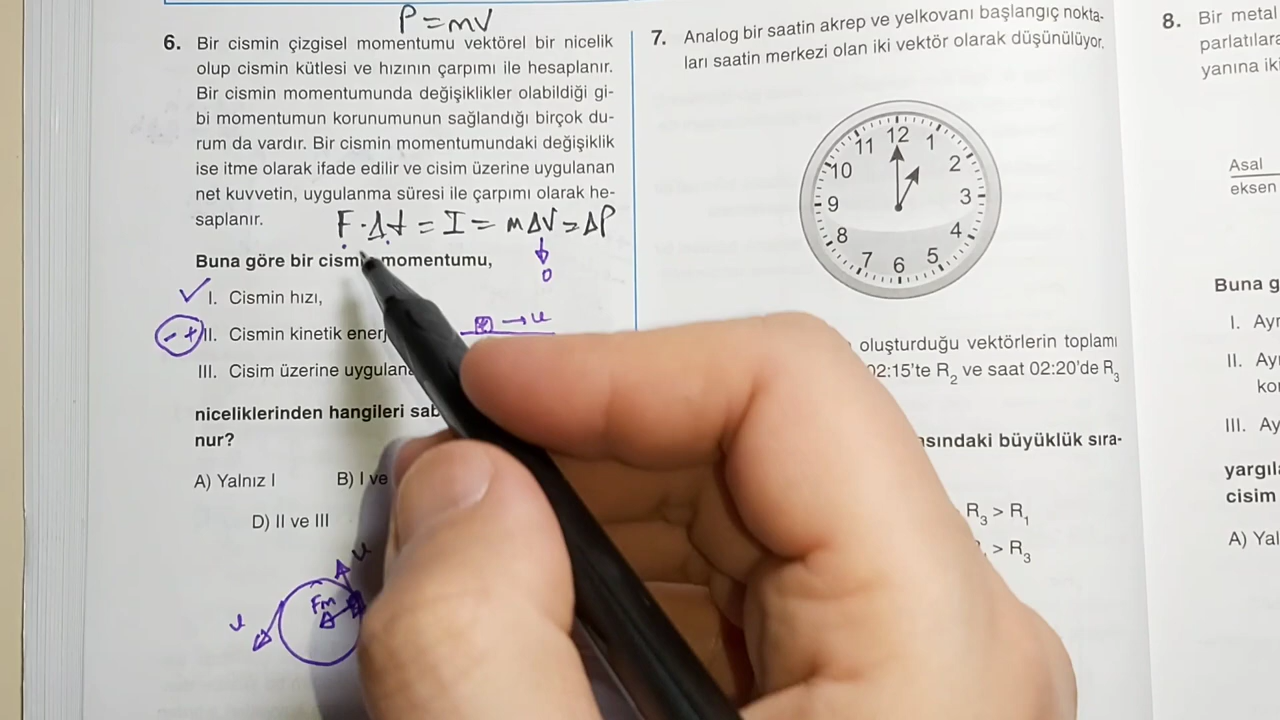 P = mV
6. Bir cismin çizgisel momentumu vektörel bir nicelik
olup cismin kütlesi ve hızının çarpımı ile hesaplanır.
Bir cismin momentumunda değişiklikler olabildiği gi-
bi momentumun korunumunun sağlandığı birçok du-
rum da vardır. Bir cismin momentumundaki değişiklik
ise itme olarak ifade edilir ve cisim üzerine uygulanan
net kuvvetin, uygulanma süresi ile çarpımı olarak he-
saplanır.
F · Δt = I = mΔV = ΔP
0
Buna göre bir cism momentumu,
I. Cismin hızı,
- + II. Cismin kinetik enerj
→ u
III. Cisim üzerine uygulan
niceliklerinden hangileri sab
nur?
A) Yalnız I B) I ve
D) II ve III
u
Fm
u
7. Analog bir saatin akrep ve yelkovanı başlangıç nokta-
ları saatin merkezi olan iki vektör olarak düşünülüyor.
12
1
2
3
4
5
6
7
8
9
10
11
oluşturduğu vektörlerin toplamı
02:15'te R2 ve saat 02:20'de R3
sındaki büyüklük sıra-
R3 > R1
> R3
8. Bir metal
parlatılara
yanına iki
Asal
eksen
Buna g
I. Ayr
II. Ayı
kor
III. Ay
yargıla
cisim
A) Yal